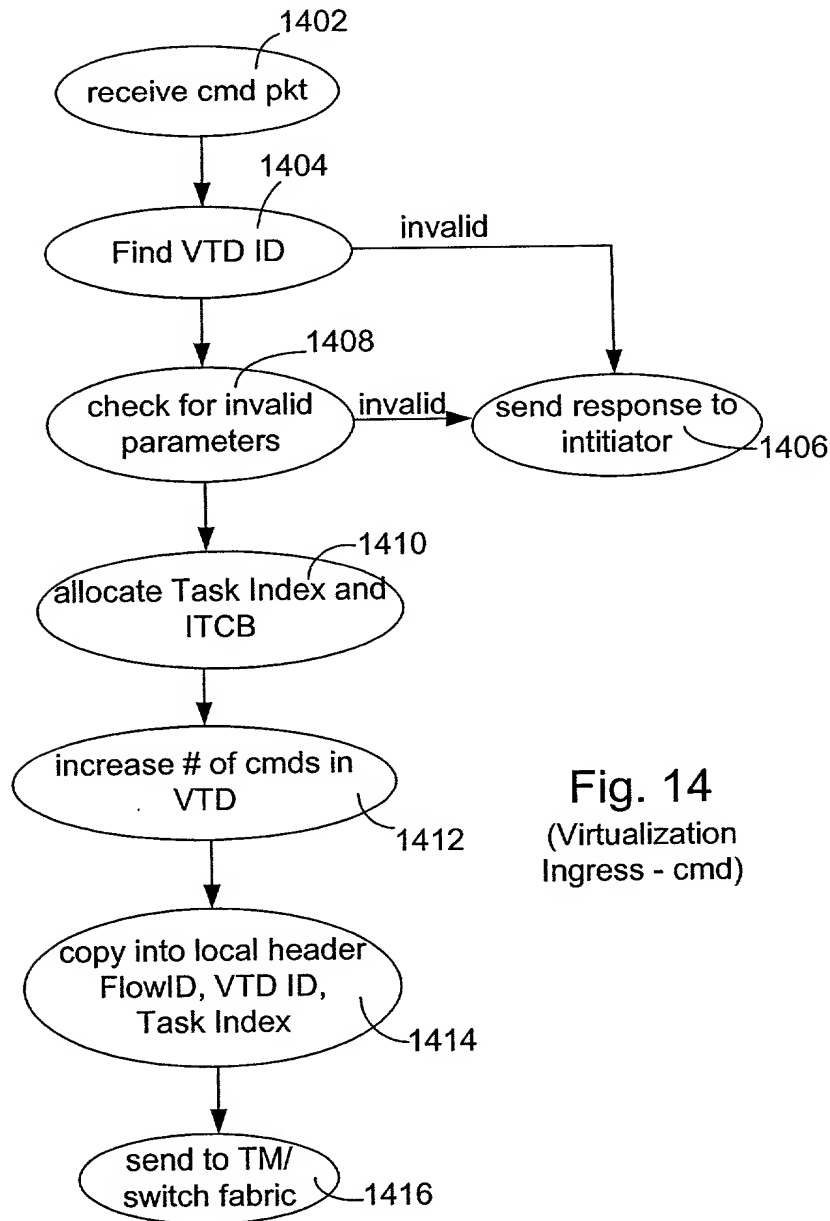 1402
receive cmd pkt
1404
Find VTD ID
invalid
1408
check for invalid
parameters
invalid
send response to
intitiator
1406
1410
allocate Task Index and
ITCB
increase # of cmds in
VTD
1412
Fig. 14
(Virtualization
Ingress - cmd)
copy into local header
FlowID, VTD ID,
Task Index
1414
send to TM/
switch fabric
1416